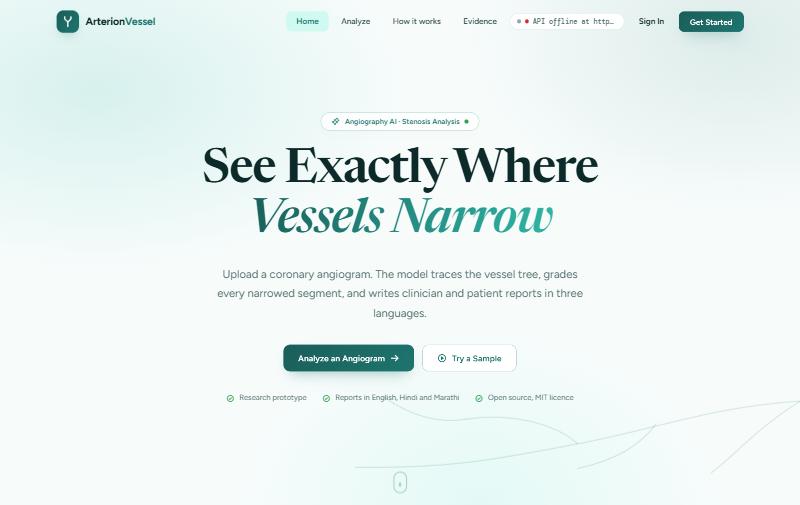 ArterionVessel
Home
Analyze
How it works
Evidence
API offline at http…
Sign In
Get Started
Angiography AI · Stenosis Analysis
See Exactly Where
Vessels Narrow
Upload a coronary angiogram. The model traces the vessel tree, grades
every narrowed segment, and writes clinician and patient reports in three
languages.
Analyze an Angiogram
Try a Sample
Research prototype
Reports in English, Hindi and Marathi
Open source, MIT licence